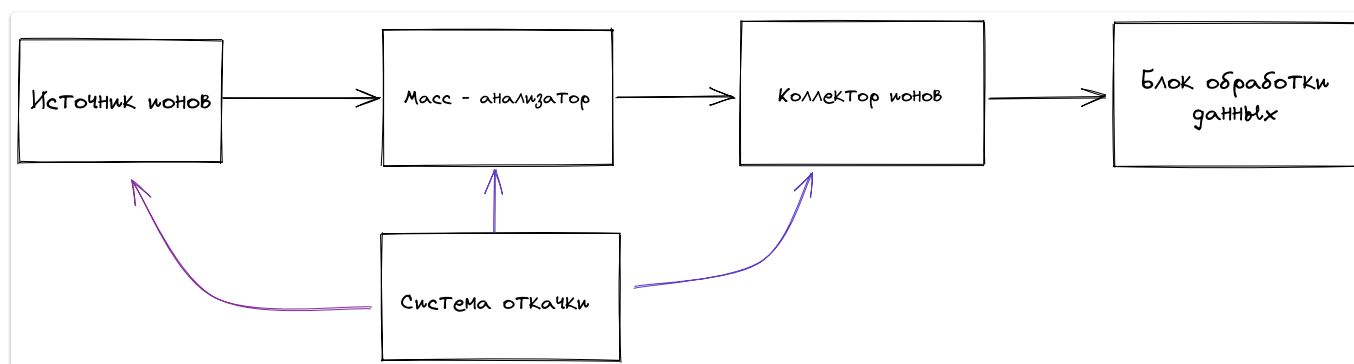 Источник ионов
Масс - анализатор
Коллектор ионов
Блок обработки
данных
Система откачки